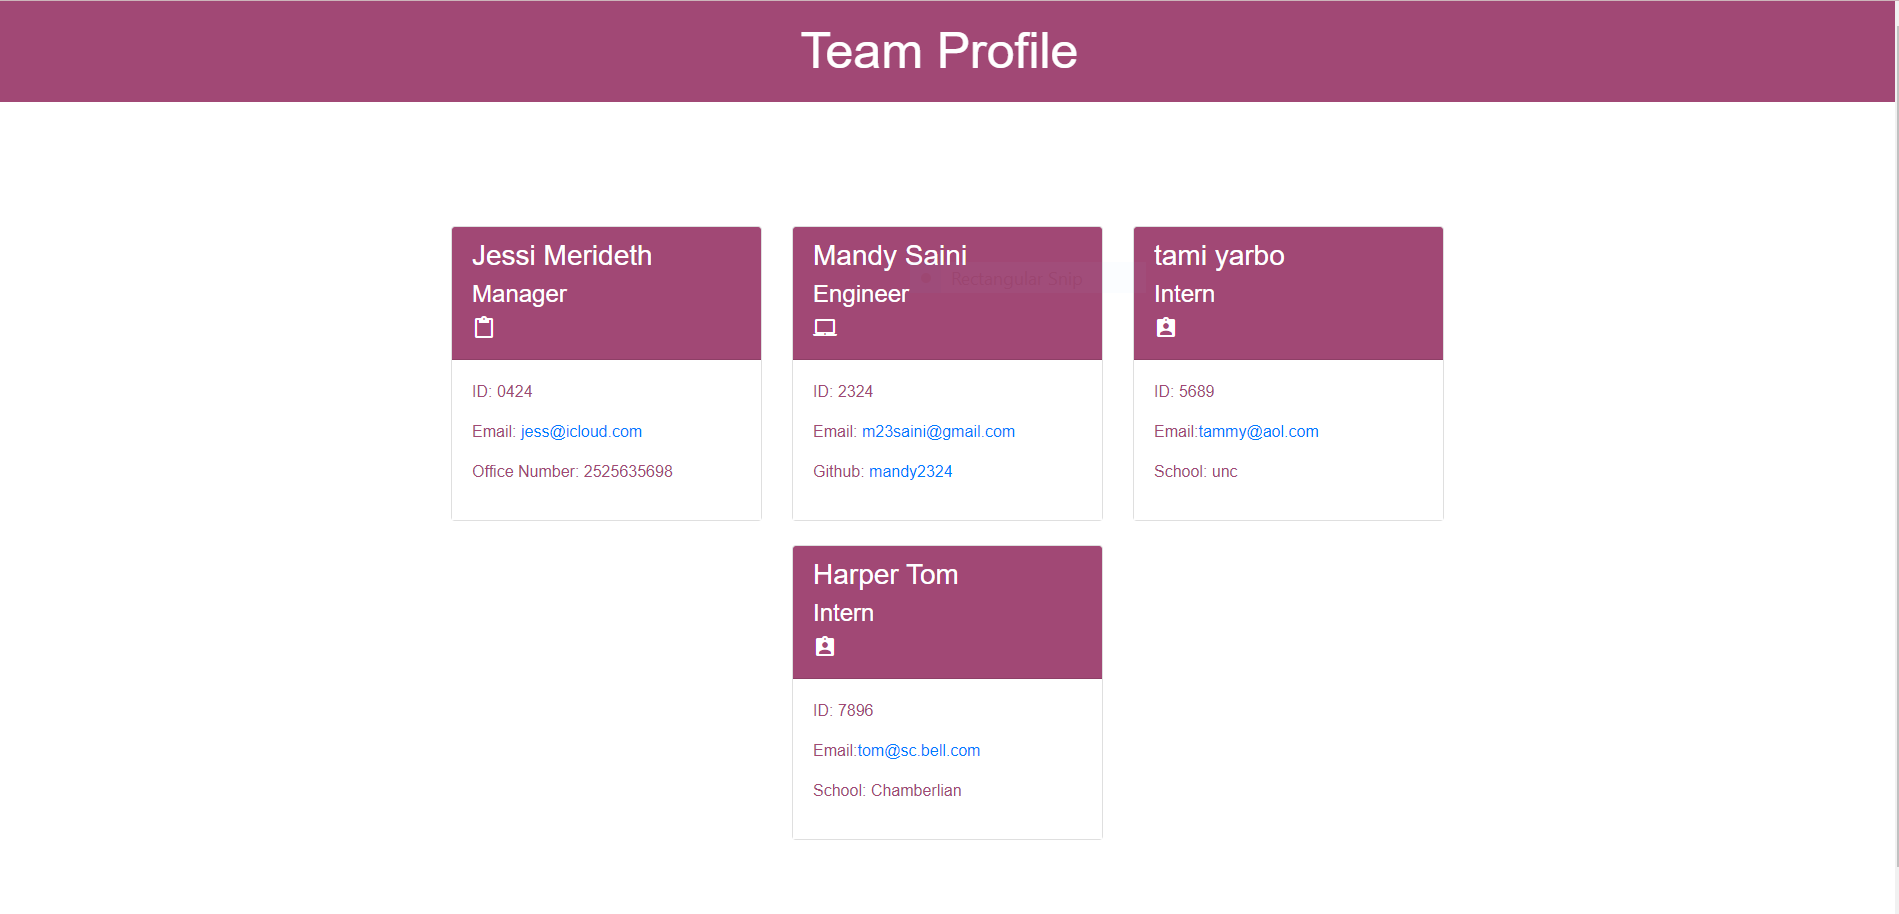 Team Profile
Jessi Merideth
Manager
ID: 0424
Email: jess@icloud.com
Office Number: 2525635698
Mandy Saini
Rectangular Snip
Engineer
ID: 2324
Email: m23saini@gmail.com
Github: mandy2324
tami yarbo
Intern
ID: 5689
Email:tammy@aol.com
School: unc
Harper Tom
Intern
ID: 7896
Email:tom@sc.bell.com
School: Chamberlian